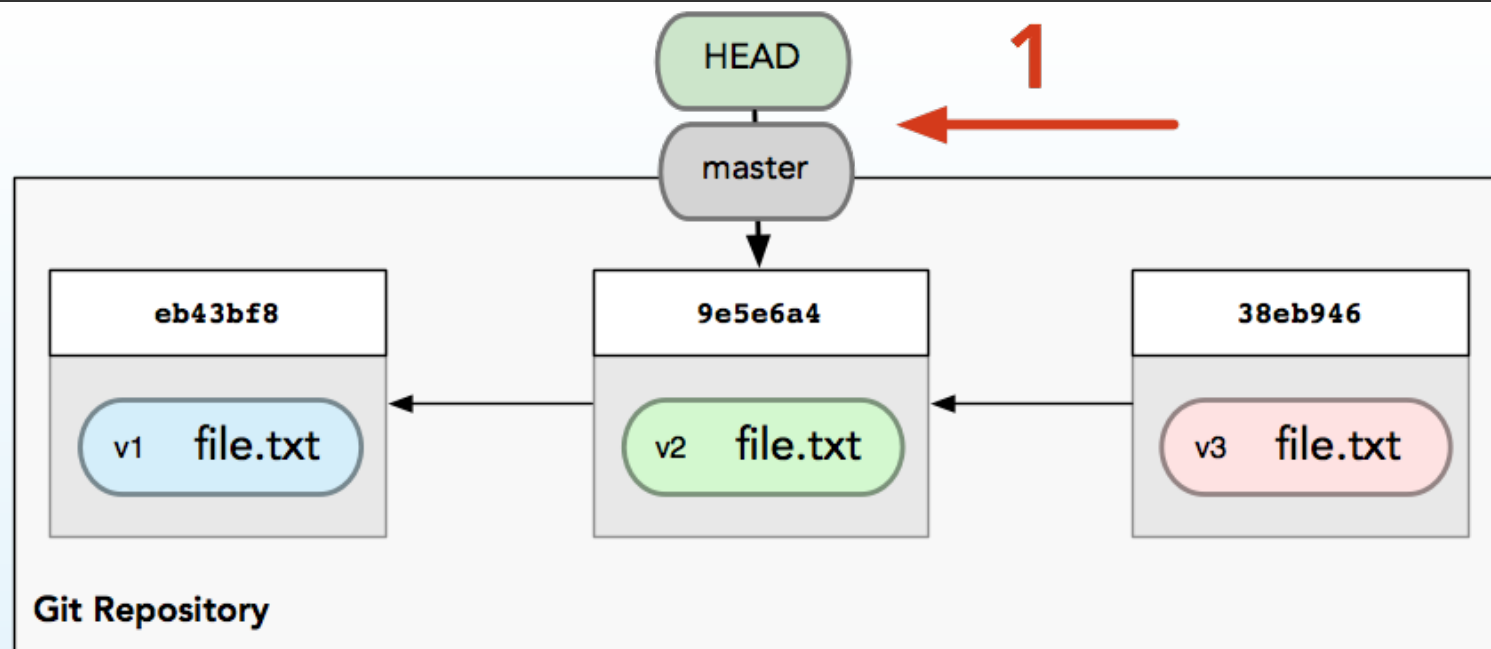 HEAD
1
master
eb43bf8
9e5e6a4
38eb946
v1 file.txt
v2 file.txt
v3 file.txt
Git Repository